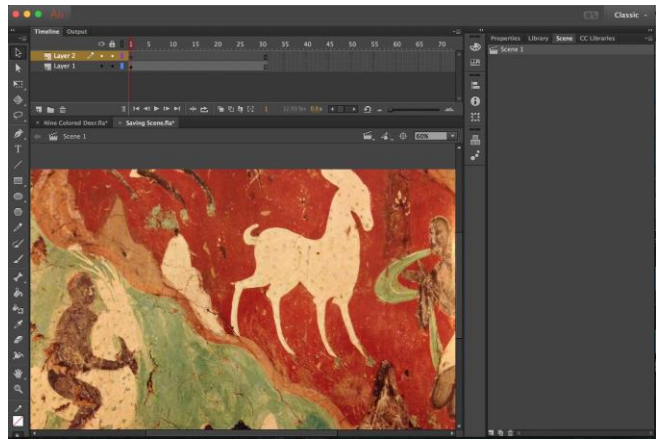 An
Classic
Timeline Output
1 5 10 15 20 25 30 35 40 45 50 55 60 65 70
Layer 2
Layer 1
1
× Nine Colored Deer.fla* × Saving Scene.fla*
Scene 1
60%
Properties Library Scene CC Libraries
Scene 1